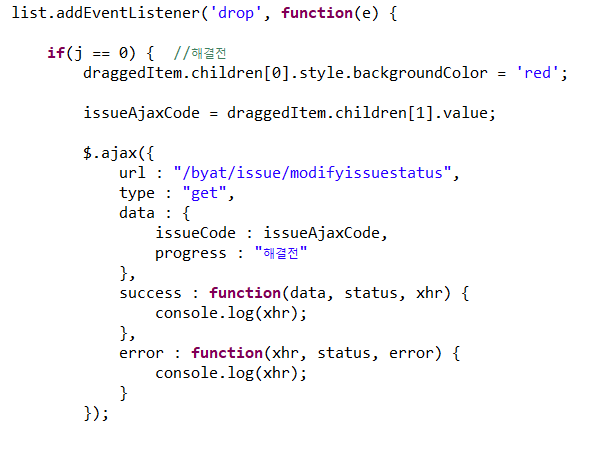 list.addEventListener('drop', function(e) {
if(j == 0) {  //해결전
draggedItem.children[0].style.backgroundColor = 'red';
issueAjaxCode = draggedItem.children[1].value;
$.ajax({
url : "/byat/issue/modifyissuestatus",
type : "get",
data : {
issueCode : issueAjaxCode,
progress : "해결전"
},
success : function(data, status, xhr) {
console.log(xhr);
},
error : function(xhr, status, error) {
console.log(xhr);
}
});